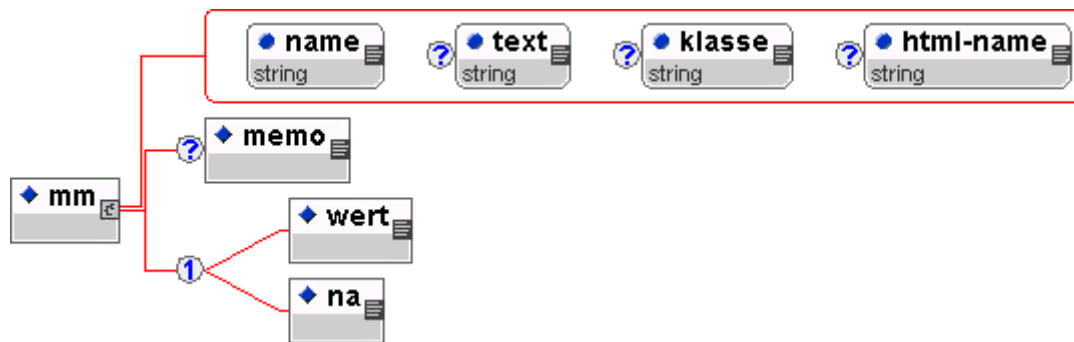 name ? text ? klasse ? html-name
string string string string
? memo
mm
wert
1
na